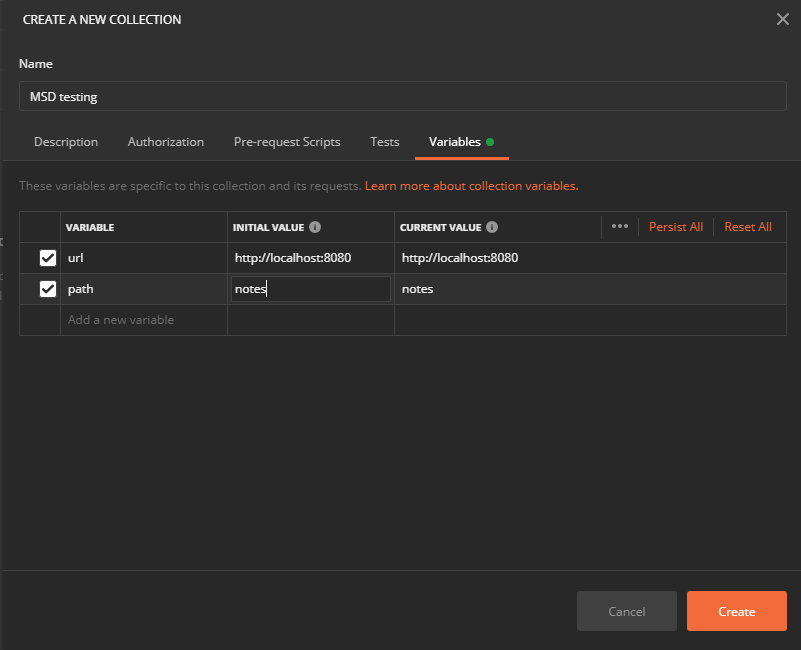 CREATE A NEW COLLECTION
Name
MSD testing
Description Authorization Pre-request Scripts Tests Variables
These variables are specific to this collection and its requests. Learn more about collection variables.
VARIABLE INITIAL VALUE CURRENT VALUE Persist All Reset All
url http://localhost:8080 http://localhost:8080
path notes notes
Add a new variable
Cancel Create